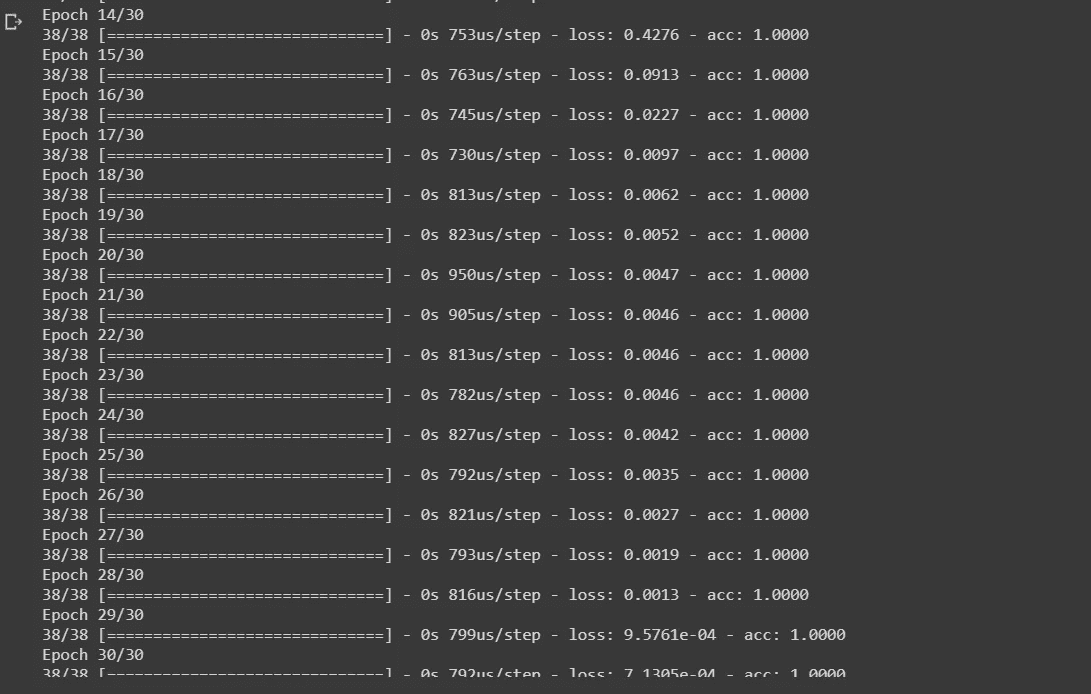 Epoch 14/30
38/38 [==============================] - 0s 753us/step - loss: 0.4276 - acc: 1.0000
Epoch 15/30
38/38 [==============================] - 0s 763us/step - loss: 0.0913 - acc: 1.0000
Epoch 16/30
38/38 [==============================] - 0s 745us/step - loss: 0.0227 - acc: 1.0000
Epoch 17/30
38/38 [==============================] - 0s 730us/step - loss: 0.0097 - acc: 1.0000
Epoch 18/30
38/38 [==============================] - 0s 813us/step - loss: 0.0062 - acc: 1.0000
Epoch 19/30
38/38 [==============================] - 0s 823us/step - loss: 0.0052 - acc: 1.0000
Epoch 20/30
38/38 [==============================] - 0s 950us/step - loss: 0.0047 - acc: 1.0000
Epoch 21/30
38/38 [==============================] - 0s 905us/step - loss: 0.0046 - acc: 1.0000
Epoch 22/30
38/38 [==============================] - 0s 813us/step - loss: 0.0046 - acc: 1.0000
Epoch 23/30
38/38 [==============================] - 0s 782us/step - loss: 0.0046 - acc: 1.0000
Epoch 24/30
38/38 [==============================] - 0s 827us/step - loss: 0.0042 - acc: 1.0000
Epoch 25/30
38/38 [==============================] - 0s 792us/step - loss: 0.0035 - acc: 1.0000
Epoch 26/30
38/38 [==============================] - 0s 821us/step - loss: 0.0027 - acc: 1.0000
Epoch 27/30
38/38 [==============================] - 0s 793us/step - loss: 0.0019 - acc: 1.0000
Epoch 28/30
38/38 [==============================] - 0s 816us/step - loss: 0.0013 - acc: 1.0000
Epoch 29/30
38/38 [==============================] - 0s 799us/step - loss: 9.5761e-04 - acc: 1.0000
Epoch 30/30
38/38 [==============================] - 0s 792us/step - loss: 7.1305e-04 - acc: 1.0000